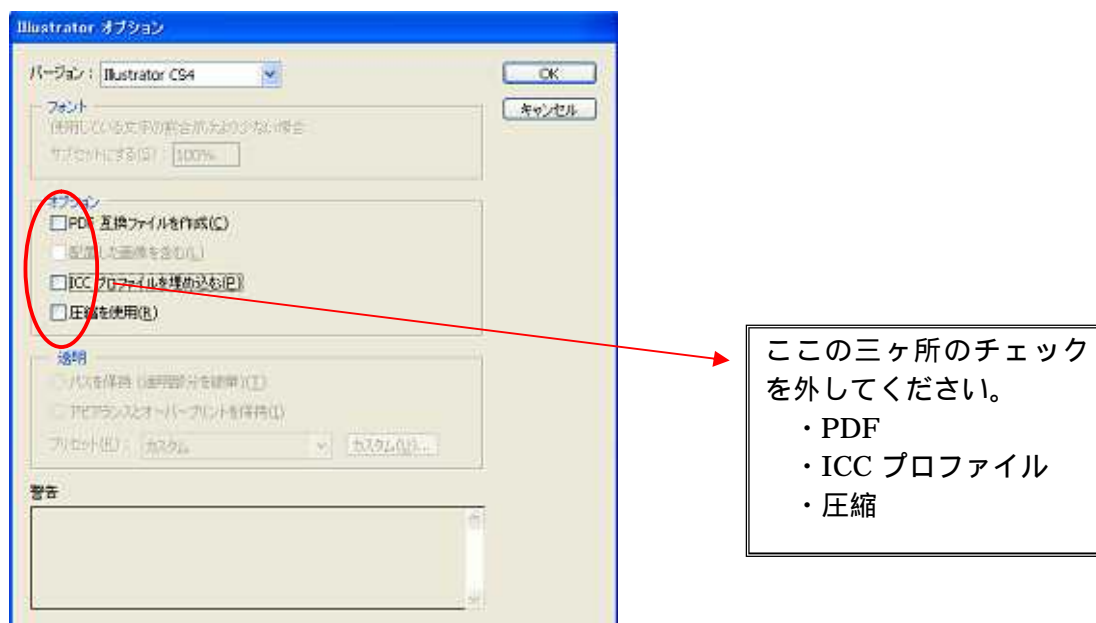 Illustrator オプション
バージョン： Illustrator CS4
OK
キャンセル
フォント
使用している文字の割合が次より少ない場合
サブセットにする(S)： 100%
オプション
PDF 互換ファイルを作成(C)
配置した画像を含む(L)
ICC プロファイルを埋め込む(P)
圧縮を使用(R)
透明
パスを保持 (透明部分を破棄)(T)
アピアランスとオーバープリントを保持(I)
プリセット(E)： カスタム カスタム(U)...
警告
ここの三ヶ所のチェック
を外してください。
・PDF
・ICC プロファイル
・圧縮